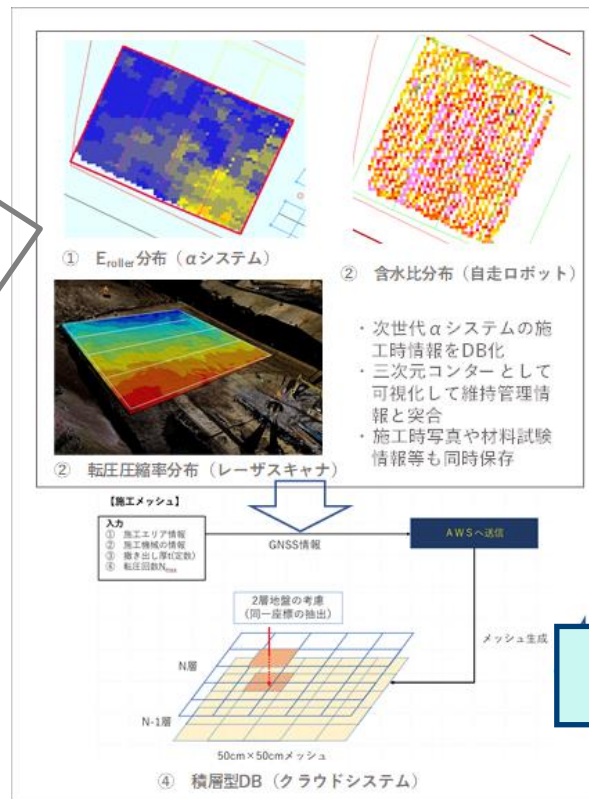 ① Eroller分布（αシステム）
② 含水比分布（自走ロボット）
・次世代αシステムの施
工時情報をDB化
・三次元コンターとして
可視化して維持管理情
報と突合
・施工時写真や材料試験
情報等も同時保存
② 転圧圧縮率分布（レーザスキャナ）
【施工メッシュ】
入力
① 施工エリア情報
② 施工機械の情報
③ 撒き出し厚t(定数)
④ 転圧回数Nmax
GNSS情報
AWSへ送信
2層地盤の考慮
（同一座標の抽出）
メッシュ生成
N層
N-1層
50cm×50cmメッシュ
④ 積層型DB（クラウドシステム）